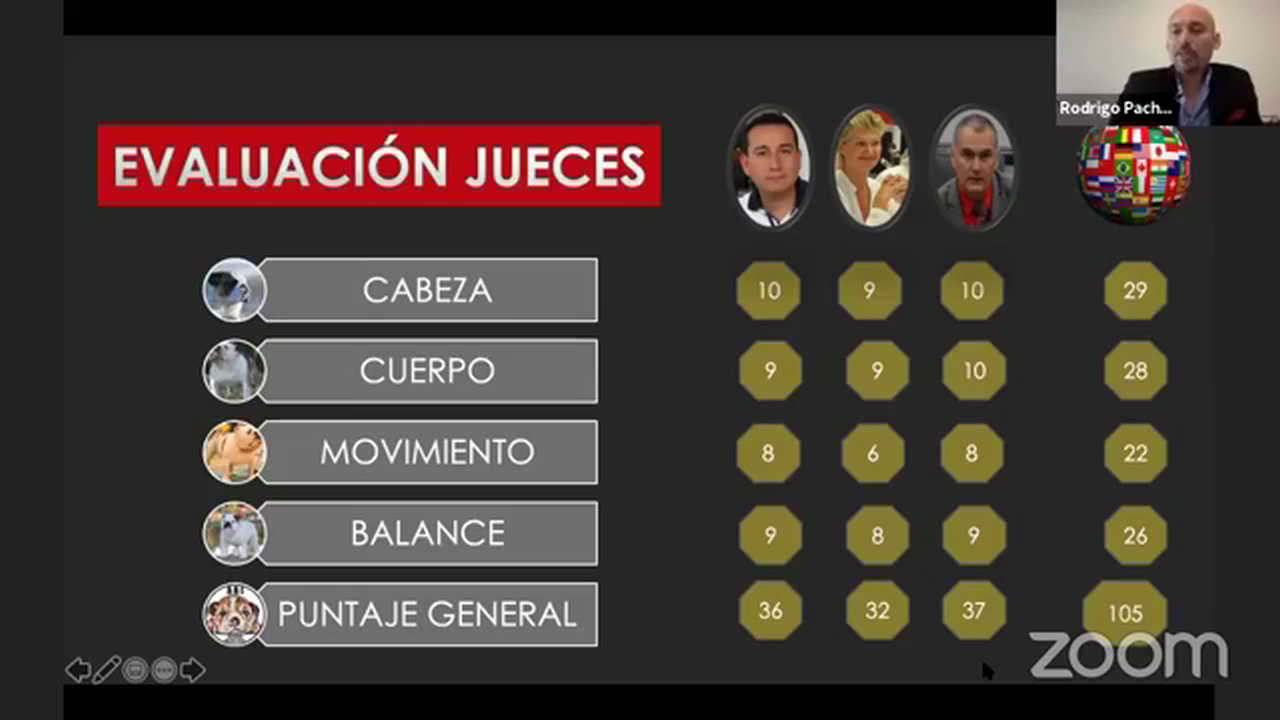 Rodrigo Pach...
EVALUACIÓN JUECES
CABEZA 10 9 10 29
CUERPO 9 9 10 28
MOVIMIENTO 8 6 8 22
BALANCE 9 8 9 26
PUNTAJE GENERAL 36 32 37 105
zoom